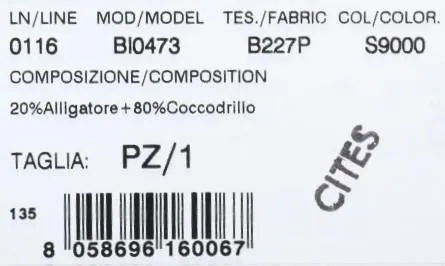 LN/LINE MOD/MODEL TES./FABRIC COL/COLOR.
0116 BI0473 B227P S9000
COMPOSIZIONE/COMPOSITION
20%Alligatore+80%Coccodrillo
TAGLIA: PZ/1
CITES
135
8 058696 160067